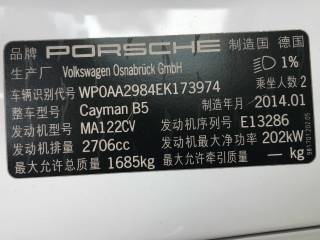 品牌 PORSCHE 制造国 德国
生产厂 Volkswagen Osnabrück GmbH 1%
车辆识别代号 WP0AA2984EK173974 乘坐人数 2
整车型号 Cayman B5 制造年月 2014.01
发动机型号 MA122CV 发动机序列号 E13286
发动机排量 2706cc 发动机最大净功率 202kW
最大允许总质量 1685kg 最大允许牵引质量 — kg